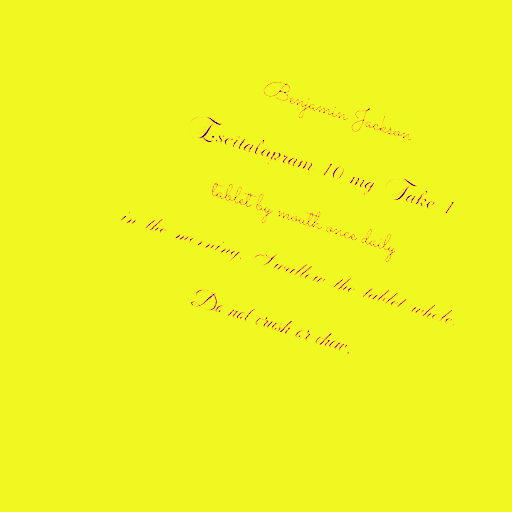 Benjamin Jackson
Escitalopram 10 mg Take 1
tablet by mouth once daily
in the morning. Swallow the tablet whole.
Do not crush or chew.